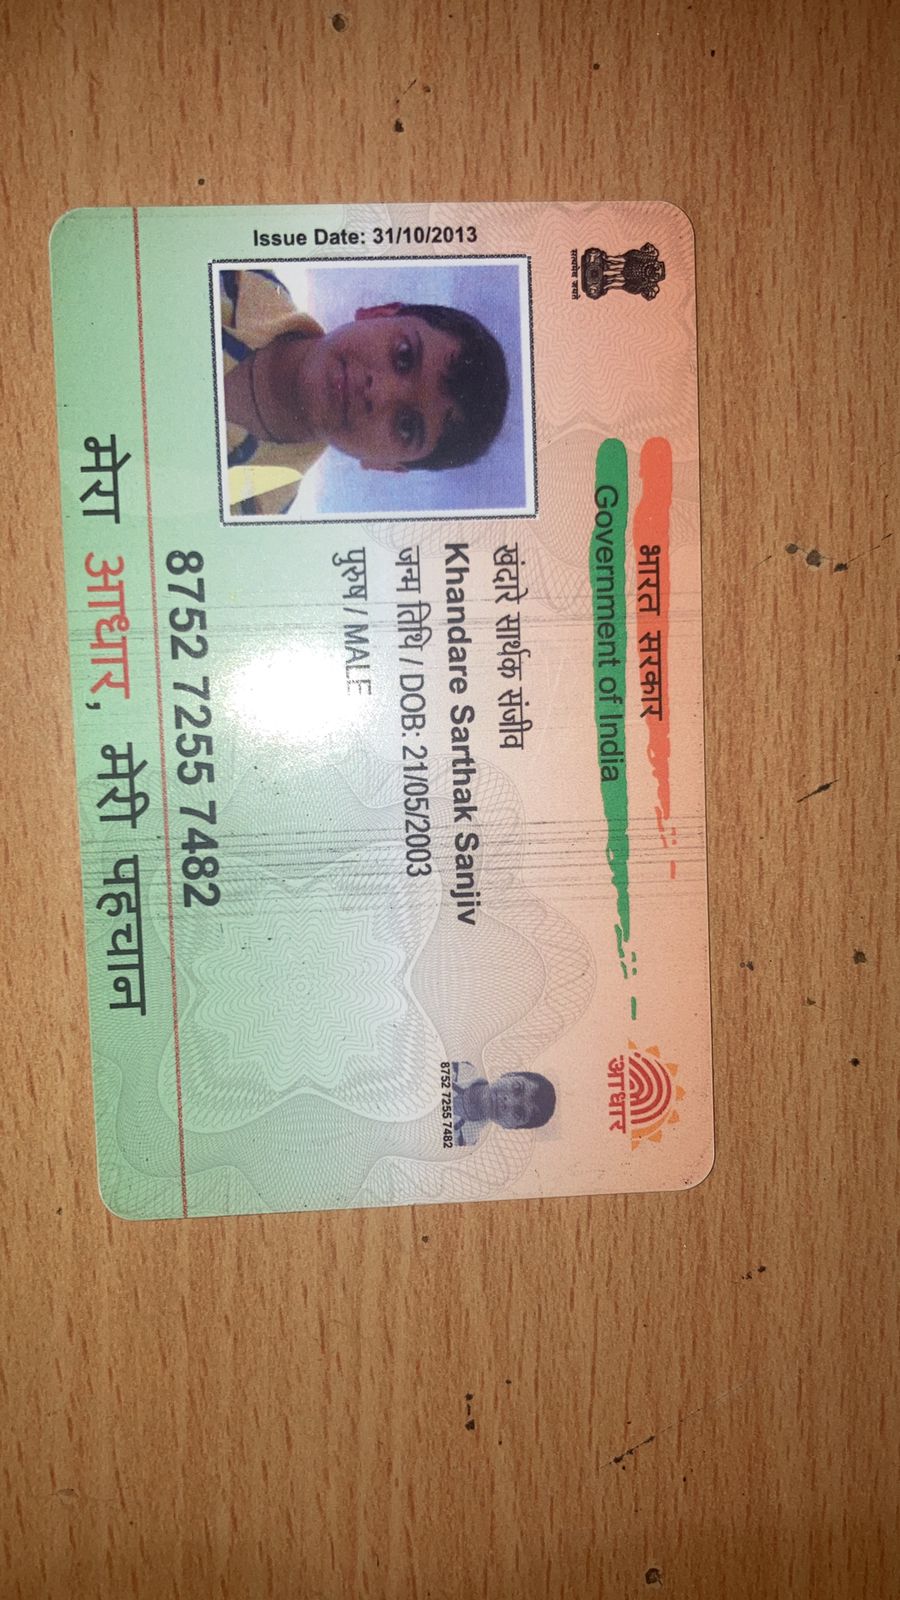 भारत सरकार
Government of India
सत्यमेव जयते
आधार
Issue Date: 31/10/2013
खंदारे सार्थक संजीव
Khandare Sarthak Sanjiv
जन्म तिथि / DOB: 21/05/2003
पुरुष / MALE
8752 7255 7482
8752 7255 7482
मेरा आधार, मेरी पहचान